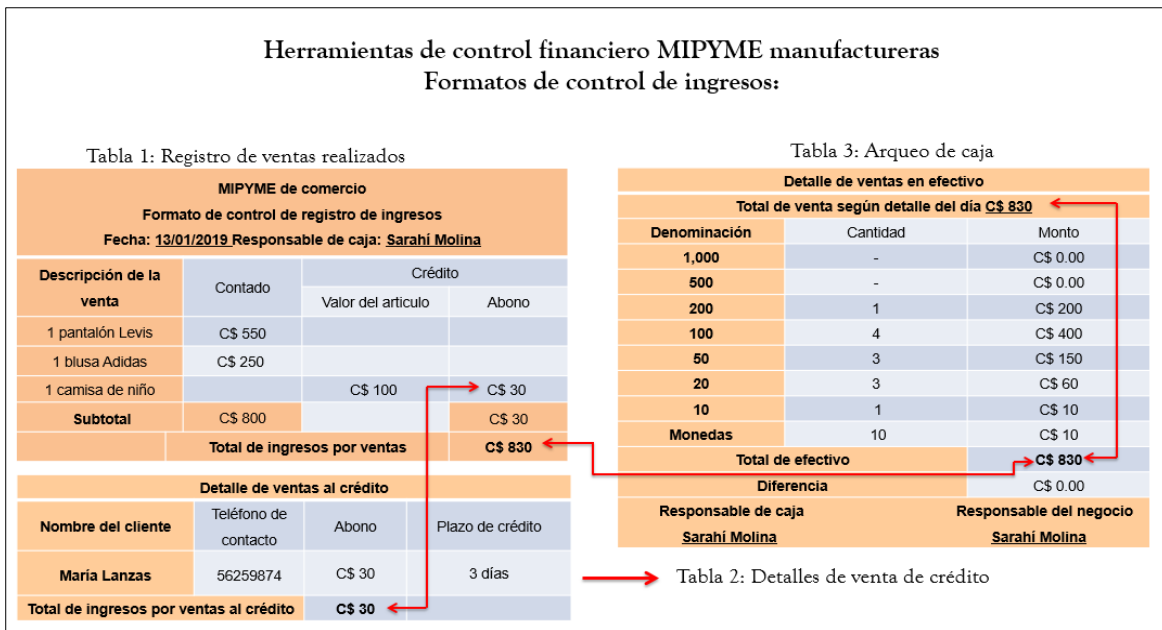 Herramientas de control financiero MIPYME manufactureras
Formatos de control de ingresos:
Tabla 1: Registro de ventas realizados
MIPYME de comercio
Formato de control de registro de ingresos
Fecha: 13/01/2019 Responsable de caja: Sarahí Molina
Descripción de la venta Contado Crédito
Valor del articulo Abono
1 pantalón Levis C$ 550
1 blusa Adidas C$ 250
1 camisa de niño C$ 100 C$ 30
Subtotal C$ 800 C$ 30
Total de ingresos por ventas C$ 830
Detalle de ventas al crédito
Nombre del cliente Teléfono de contacto Abono Plazo de crédito
María Lanzas 56259874 C$ 30 3 días
Total de ingresos por ventas al crédito C$ 30
Tabla 3: Arqueo de caja
Detalle de ventas en efectivo
Total de venta según detalle del día C$ 830
Denominación Cantidad Monto
1,000 - C$ 0.00
500 - C$ 0.00
200 1 C$ 200
100 4 C$ 400
50 3 C$ 150
20 3 C$ 60
10 1 C$ 10
Monedas 10 C$ 10
Total de efectivo C$ 830
Diferencia C$ 0.00
Responsable de caja Responsable del negocio
Sarahí Molina Sarahí Molina
Tabla 2: Detalles de venta de crédito